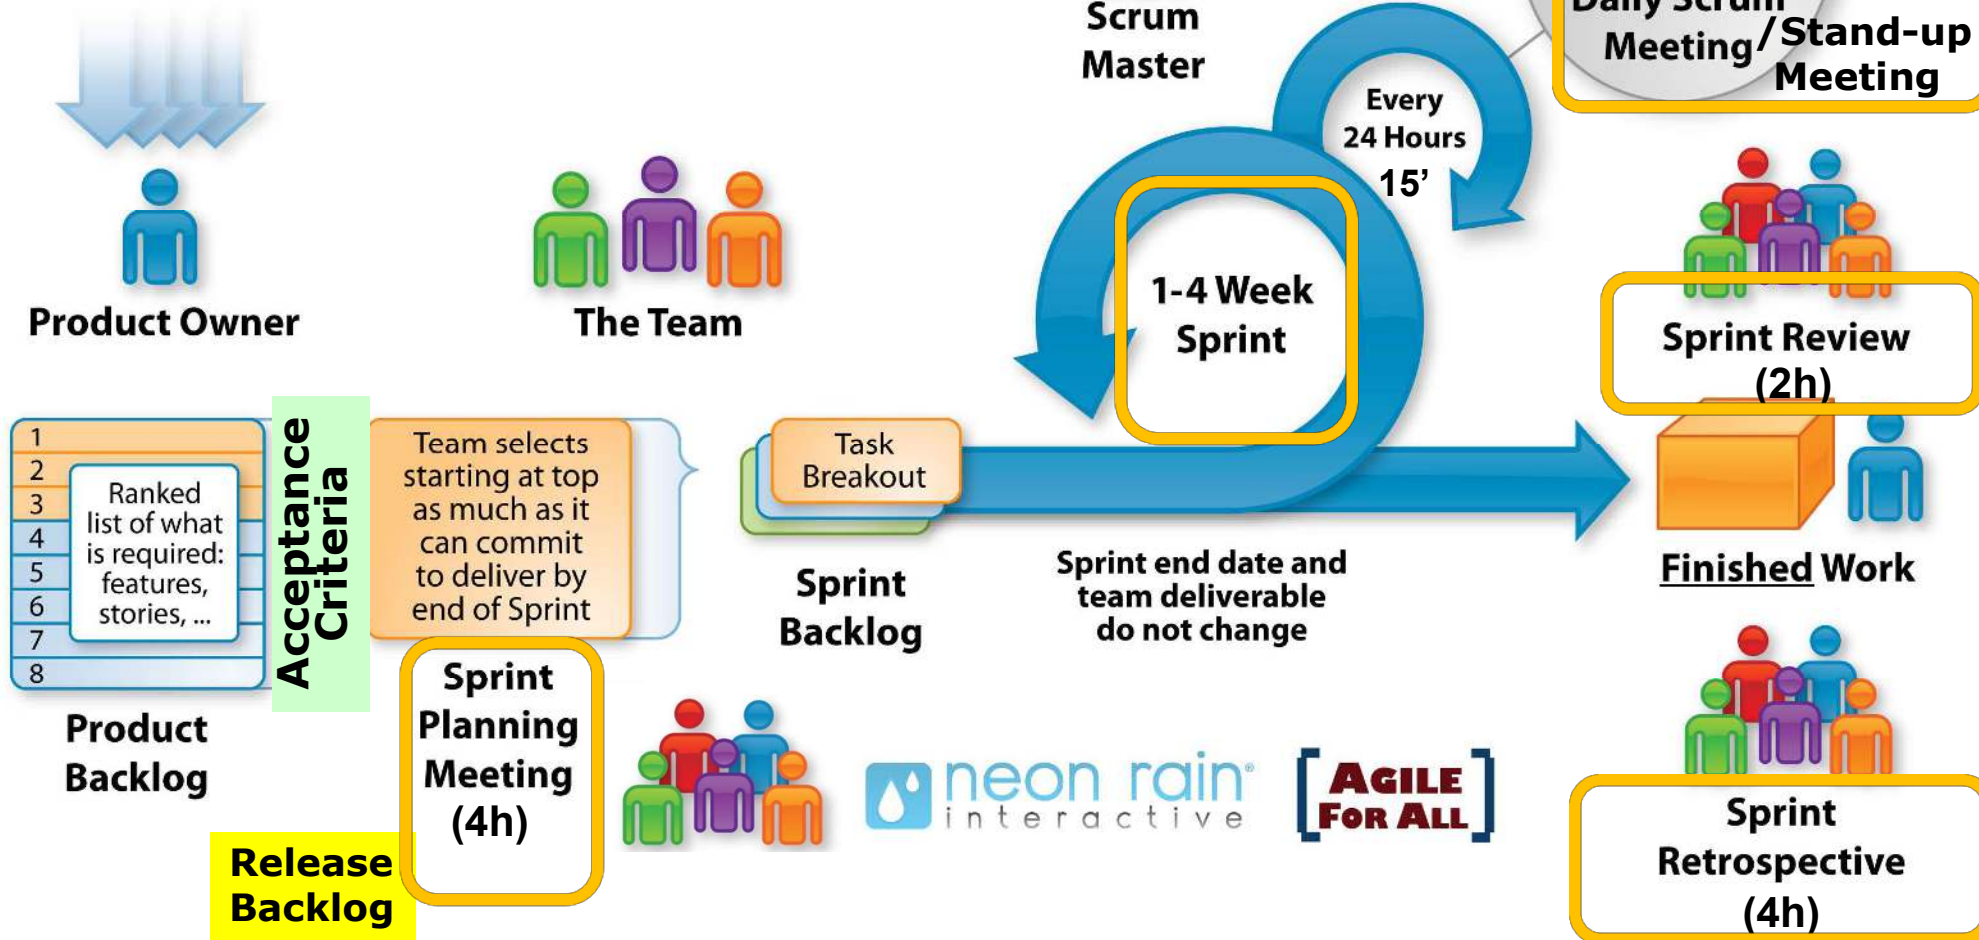 Scrum
Master
Daily Scrum
Meeting
/Stand-up
Meeting
Every
24 Hours
15’
Product Owner
The Team
1-4 Week
Sprint
Sprint Review
(2h)
1
2
3
4
5
6
7
8
Ranked
list of what
is required:
features,
stories, ...
Acceptance
Criteria
Team selects
starting at top
as much as it
can commit
to deliver by
end of Sprint
Task
Breakout
Sprint
Backlog
Sprint end date and
team deliverable
do not change
Finished Work
Product
Backlog
Sprint
Planning
Meeting
(4h)
Release
Backlog
neon rain®
interactive
AGILE
FOR ALL
Sprint
Retrospective
(4h)